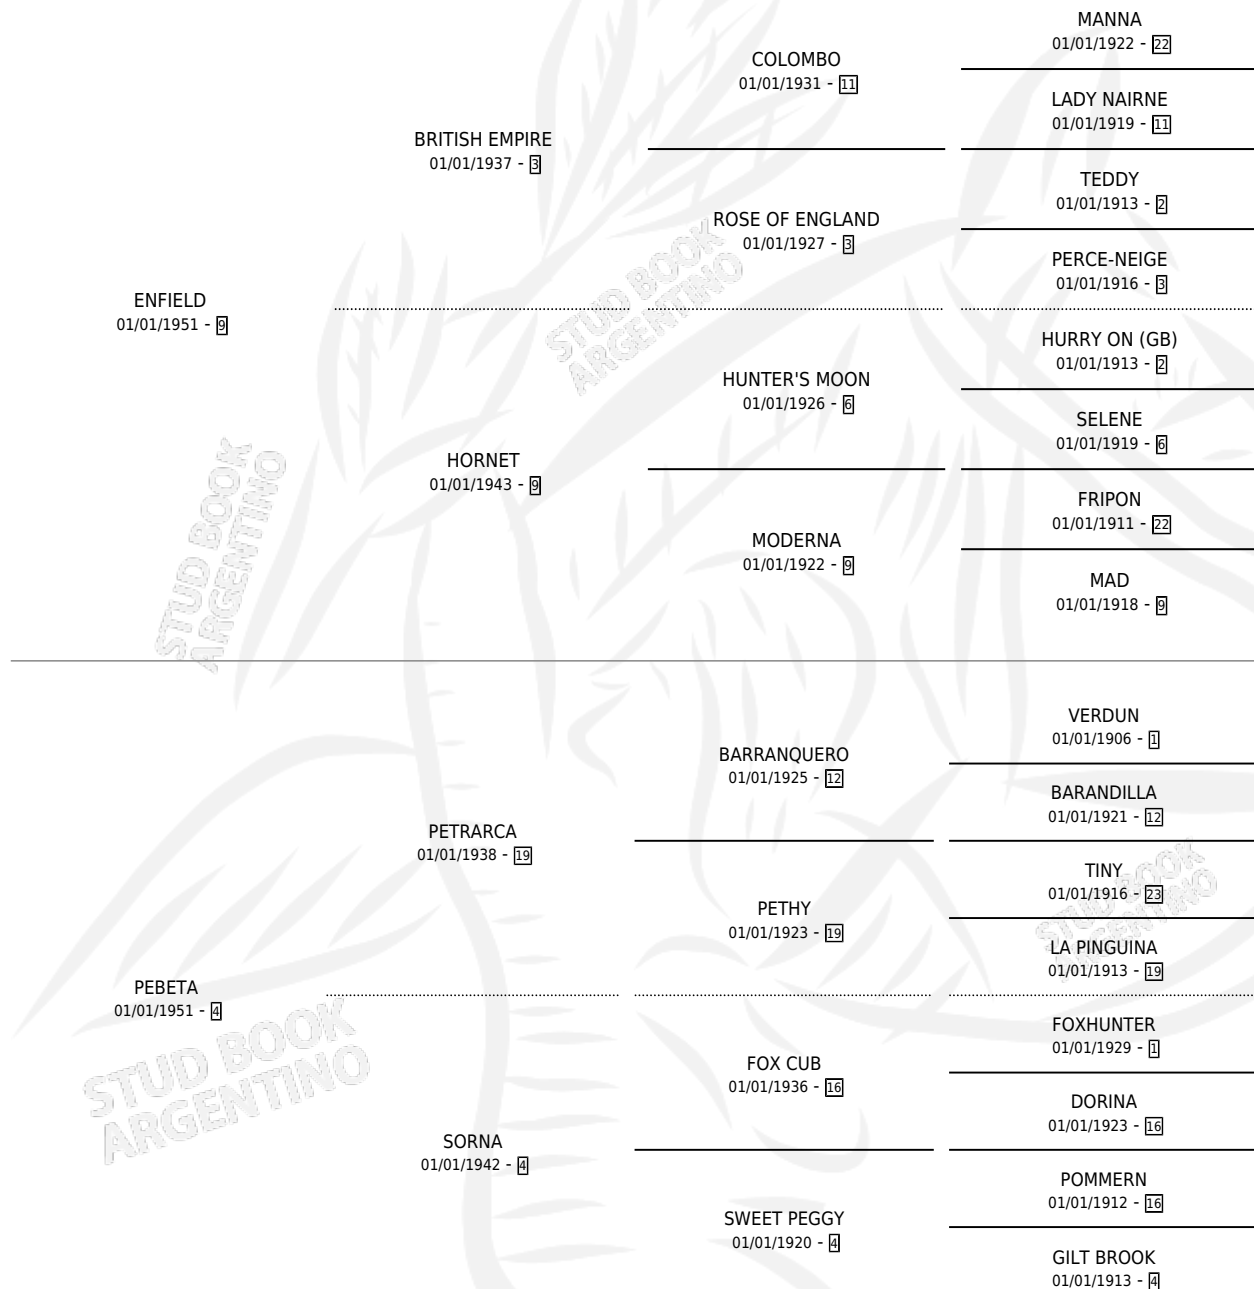 MANNA
01/01/1922 - 22
COLOMBO
01/01/1931 - 11
LADY NAIRNE
01/01/1919 - 11
BRITISH EMPIRE
01/01/1937 - 3
TEDDY
01/01/1913 - 2
ROSE OF ENGLAND
01/01/1927 - 3
PERCE-NEIGE
01/01/1916 - 3
ENFIELD
01/01/1951 - 9
STUD BOOK
ARGENTINO
HURRY ON (GB)
01/01/1913 - 2
HUNTER'S MOON
01/01/1926 - 6
SELENE
01/01/1919 - 6
HORNET
01/01/1943 - 9
FRIPON
01/01/1911 - 22
MODERNA
01/01/1922 - 9
MAD
01/01/1918 - 9
STUD BOOK
ARGENTINO
VERDUN
01/01/1906 - 1
BARRANQUERO
01/01/1925 - 12
BARANDILLA
01/01/1921 - 12
PETRARCA
01/01/1938 - 19
TINY
01/01/1916 - 23
PETHY
01/01/1923 - 19
LA PINGUINA
01/01/1913 - 19
STUD BOOK
ARGENTINO
PEBETA
01/01/1951 - 4
FOXHUNTER
01/01/1929 - 1
FOX CUB
01/01/1936 - 16
DORINA
01/01/1923 - 16
STUD BOOK
ARGENTINO
SORNA
01/01/1942 - 4
POMMERN
01/01/1912 - 16
SWEET PEGGY
01/01/1920 - 4
GILT BROOK
01/01/1913 - 4